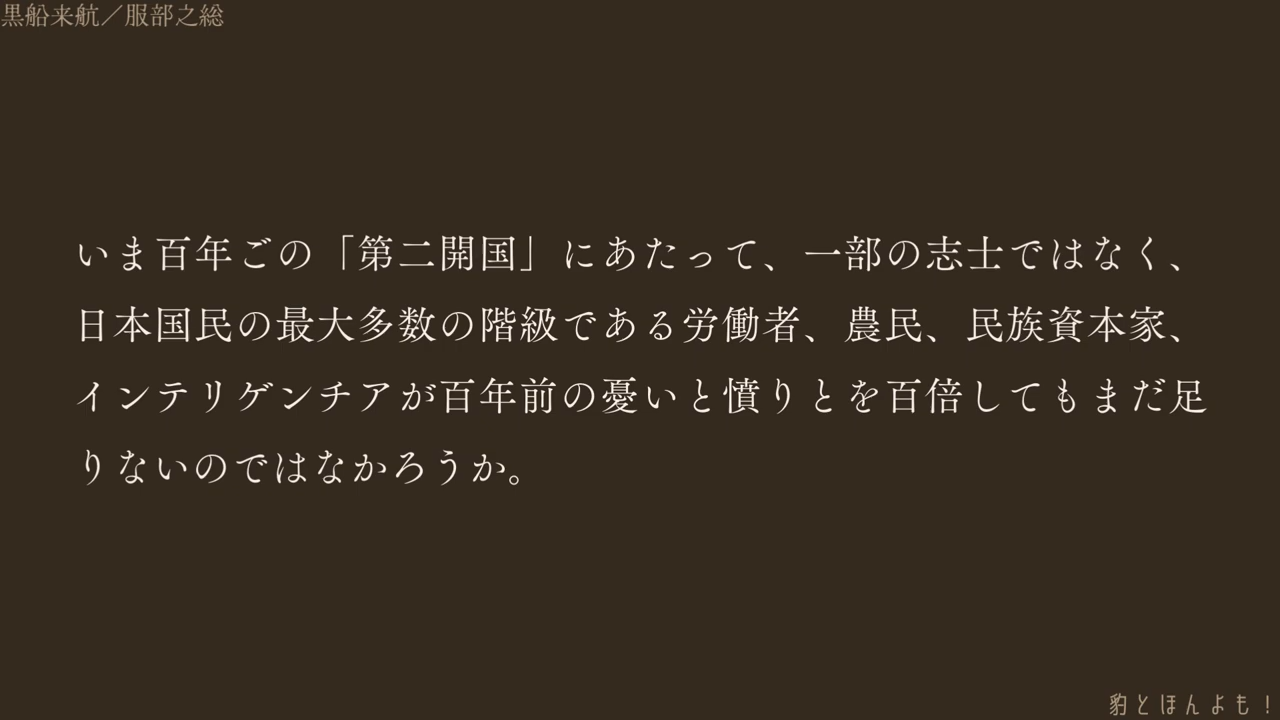 黒船来航／服部之総
いま百年ごの「第二開国」にあたって、一部の志士ではなく、
日本国民の最大多数の階級である労働者、農民、民族資本家、
インテリゲンチアが百年前の憂いと憤りとを百倍してもまだ足
りないのではなかろうか。
豹とほんよも！